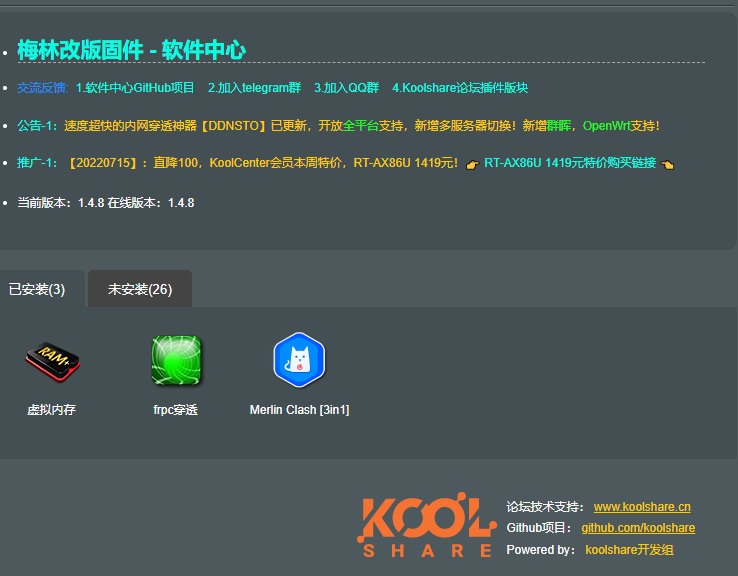 梅林改版固件 - 软件中心
交流反馈: 1.软件中心GitHub项目 2.加入telegram群 3.加入QQ群 4.Koolshare论坛插件版块
公告-1：速度超快的内网穿透神器【DDNSTO】已更新，开放全平台支持，新增多服务器切换！新增群晖，OpenWrt支持！
推广-1：【20220715】：直降100，KoolCenter会员本周特价，RT-AX86U 1419元！👉 RT-AX86U 1419元特价购买链接 👈
当前版本：1.4.8 在线版本：1.4.8
已安装(3) 未安装(26)
RAM+
虚拟内存 frpc穿透 Merlin Clash [3in1]
KOOL
SHARE
论坛技术支持： www.koolshare.cn
Github项目： github.com/koolshare
Powered by： koolshare开发组